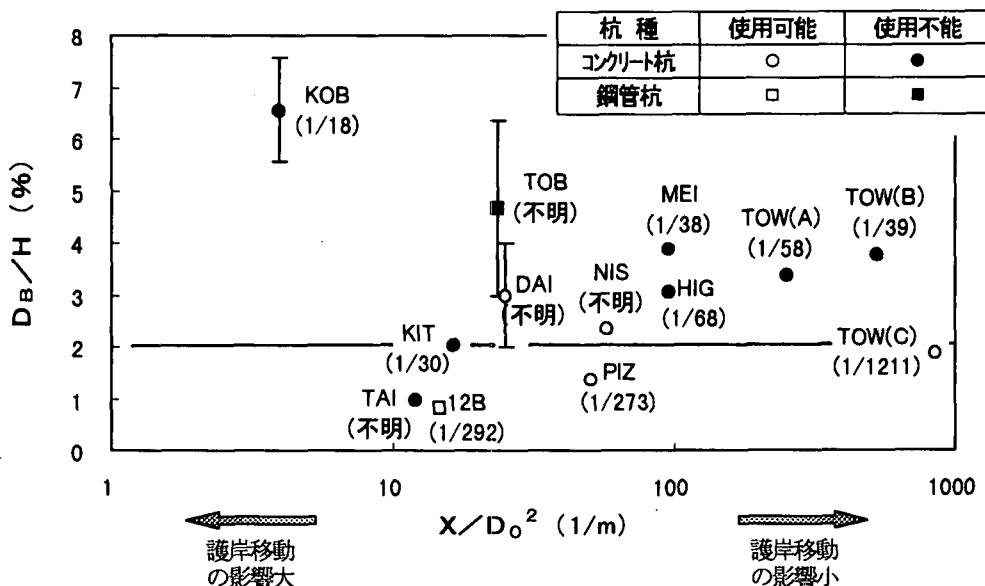 杭 種 使用可能 使用不能
コンクリート杭 ○ ●
鋼管杭 □ ■
DB/H (%)
8
7
6
5
4
3
2
1
0
KOB
(1/18)
TOB
(不明)
DAI
(不明)
MEI
(1/38)
TOW(A)
(1/58)
TOW(B)
(1/39)
NIS
(不明)
HIG
(1/68)
KIT
(1/30)
TOW(C)
(1/1211)
PIZ
(1/273)
TAI
(不明)
12B
(1/292)
1 10 100 1000
X/D₀² (1/m)
護岸移動
の影響大
護岸移動
の影響小